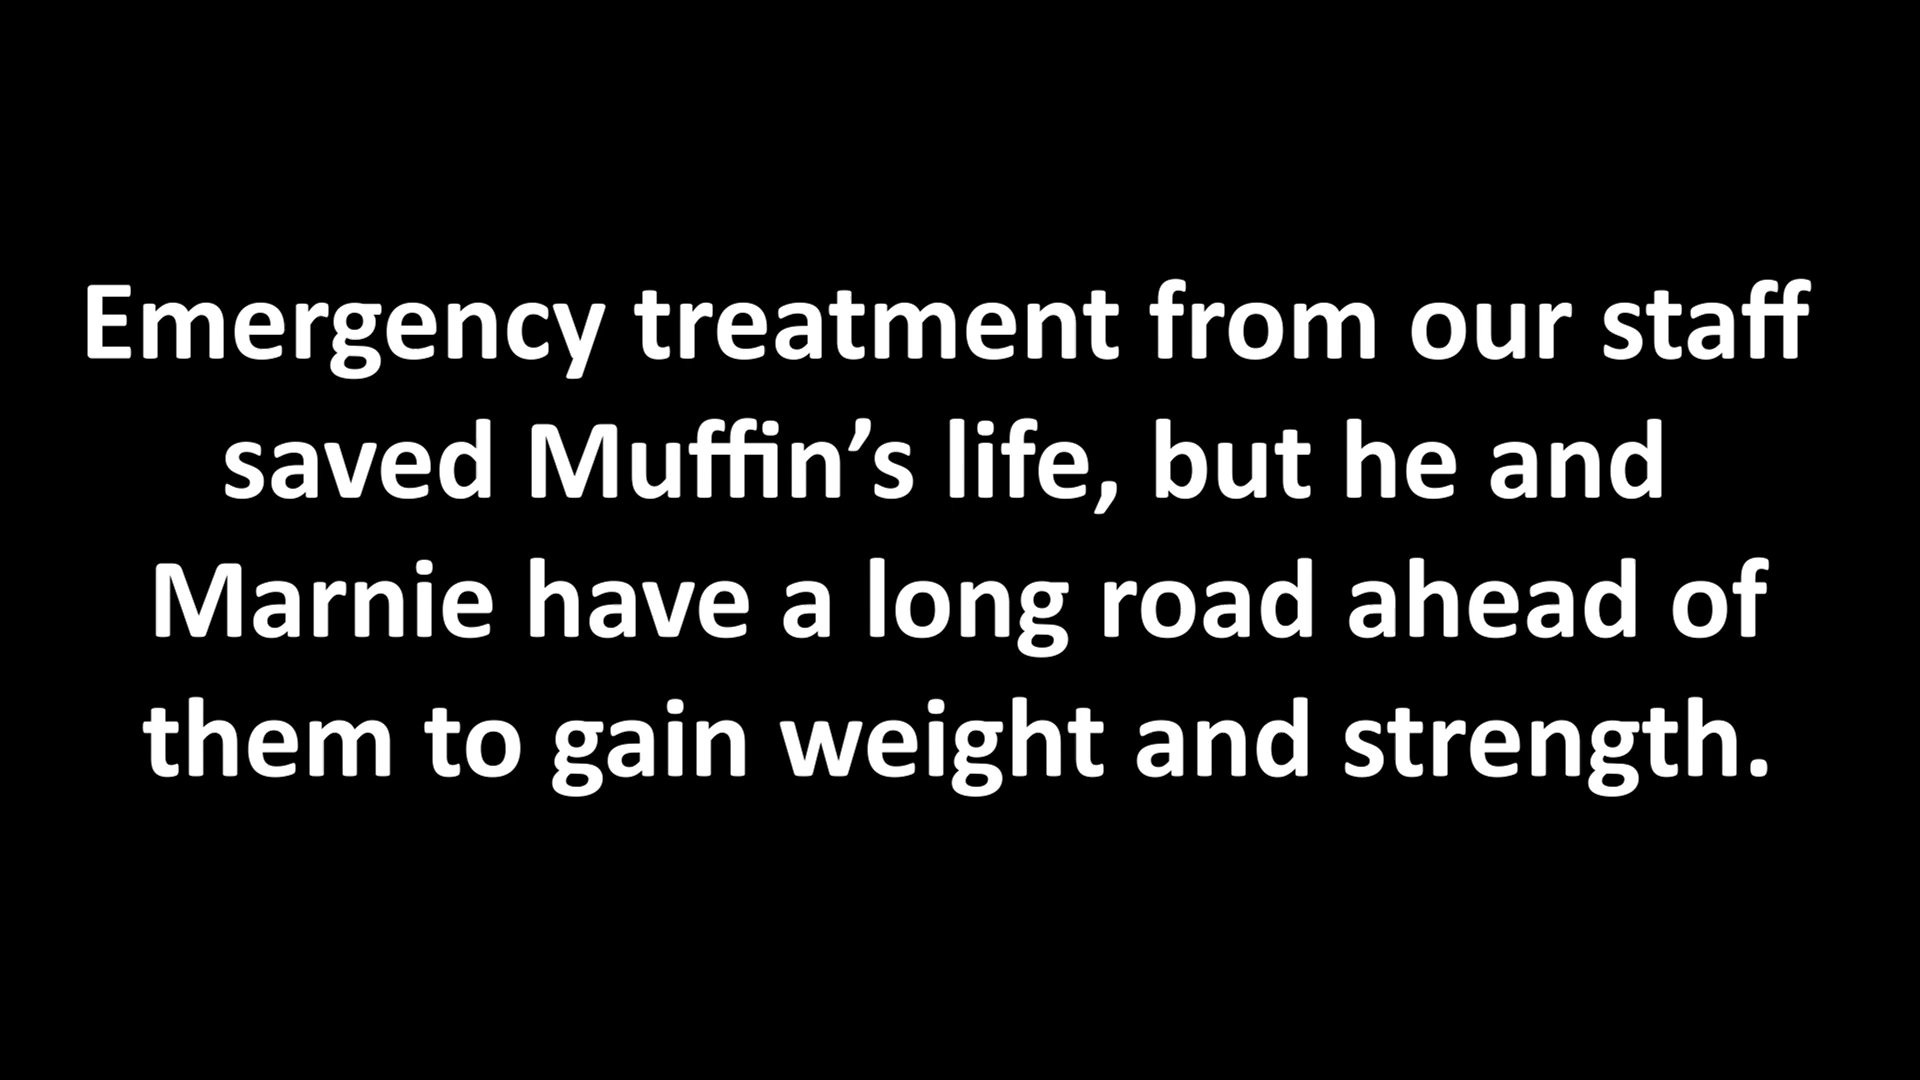 Emergency treatment from our staff
saved Muffin’s life, but he and
Marnie have a long road ahead of
them to gain weight and strength.